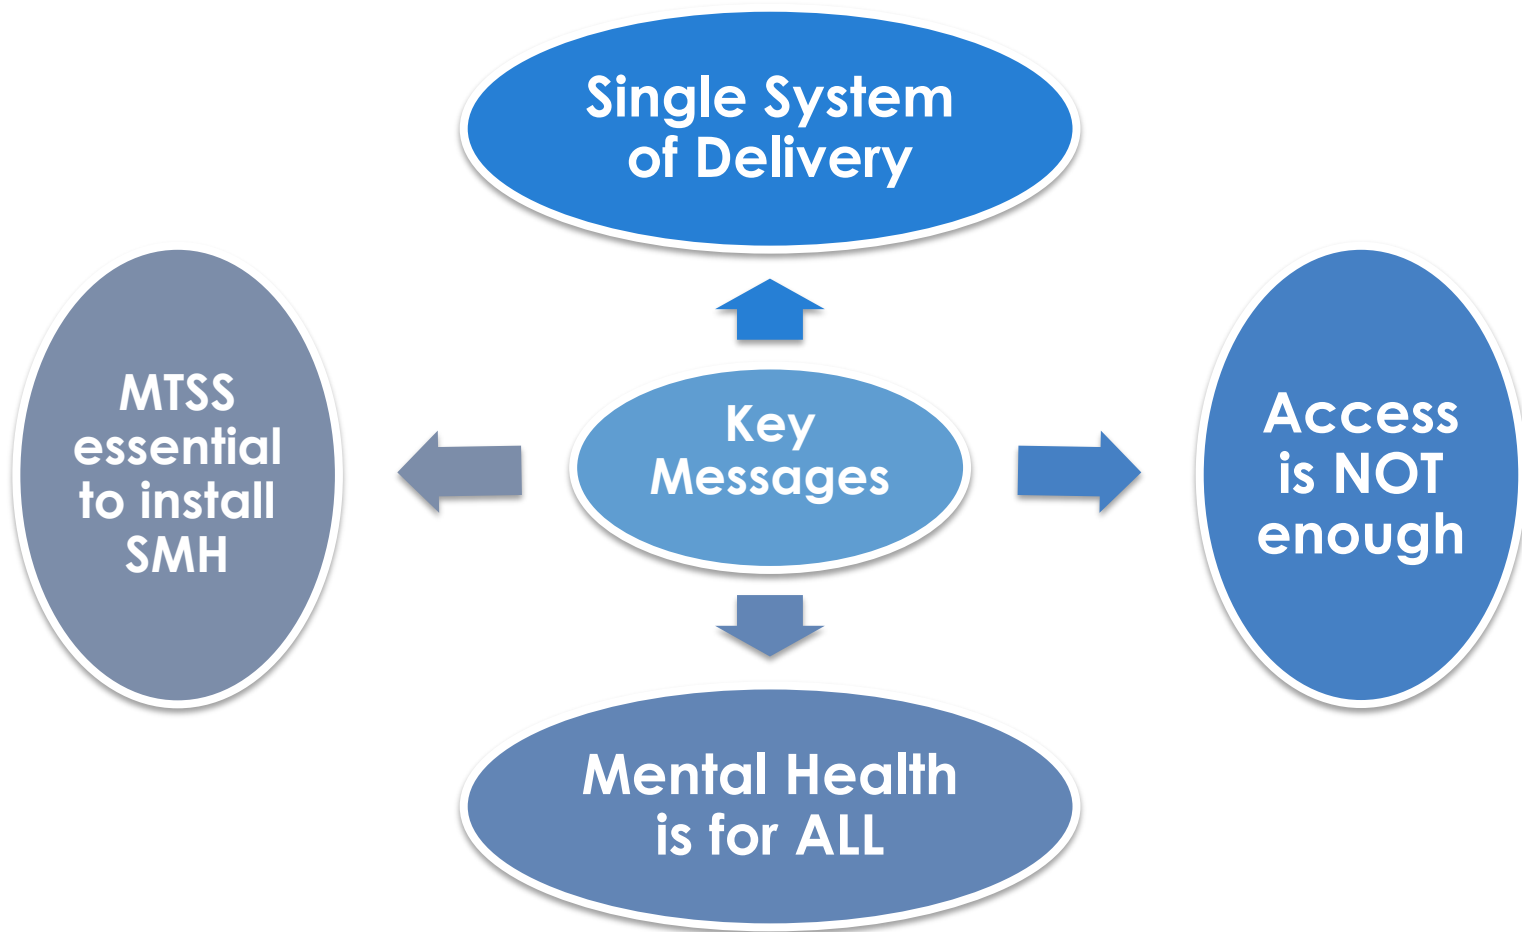 Single System
of Delivery
MTSS
essential
to install
SMH
Key
Messages
Access
is NOT
enough
Mental Health
is for ALL